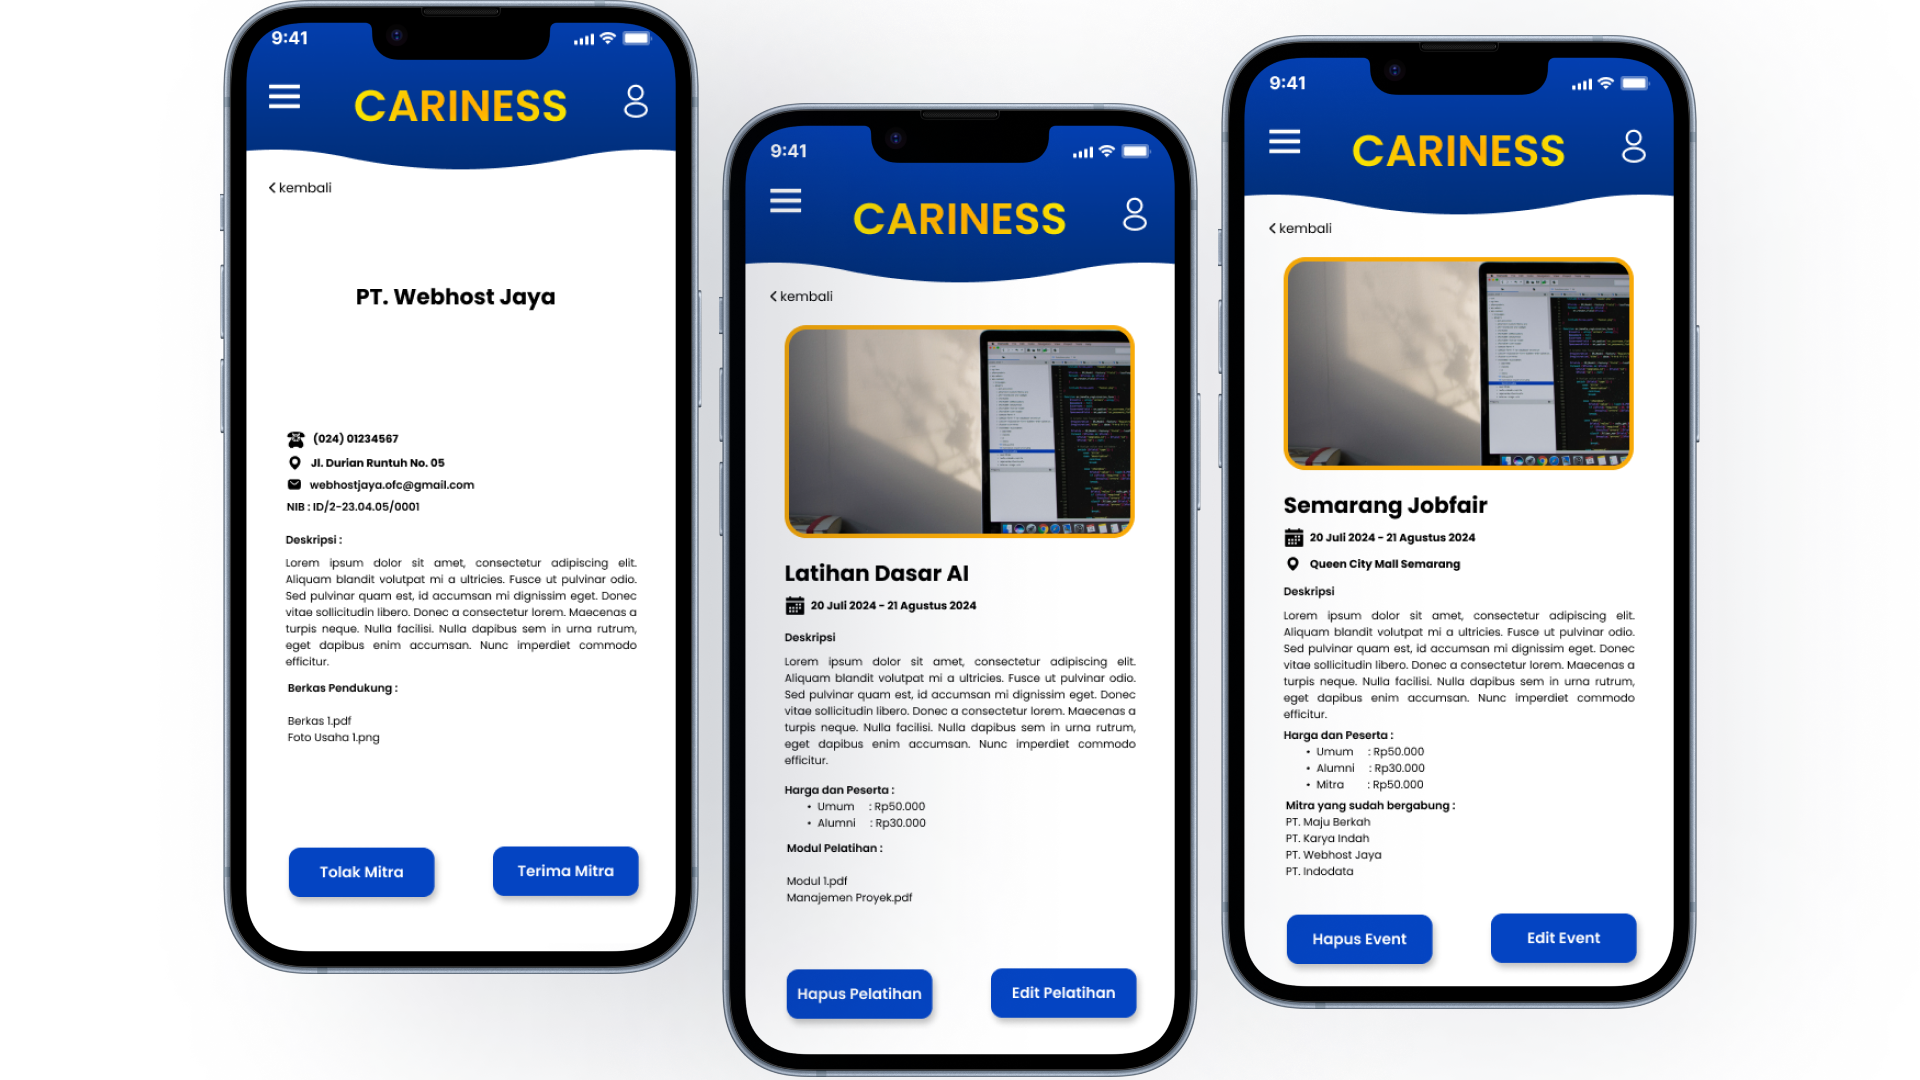 9:41
CARINESS
kembali
PT. Webhost Jaya
(024) 01234567
Jl. Durian Runtuh No. 05
webhostjaya.ofc@gmail.com
NIB : ID/2-23.04.05/0001
Deskripsi :
Lorem ipsum dolor sit amet, consectetur adipiscing elit.
Aliquam blandit volutpat mi a ultricies. Fusce ut pulvinar odio.
Sed pulvinar quam est, id accumsan mi dignissim eget. Donec
vitae sollicitudin libero. Donec a consectetur lorem. Maecenas a
turpis neque. Nulla facilisi. Nulla dapibus sem in urna rutrum,
eget dapibus enim accumsan. Nunc imperdiet commodo
efficitur.
Berkas Pendukung :
Berkas 1.pdf
Foto Usaha 1.png
Tolak Mitra
Terima Mitra
9:41
CARINESS
kembali
Latihan Dasar AI
20 Juli 2024 - 21 Agustus 2024
Deskripsi
Lorem ipsum dolor sit amet, consectetur adipiscing elit.
Aliquam blandit volutpat mi a ultricies. Fusce ut pulvinar odio.
Sed pulvinar quam est, id accumsan mi dignissim eget. Donec
vitae sollicitudin libero. Donec a consectetur lorem. Maecenas a
turpis neque. Nulla facilisi. Nulla dapibus sem in urna rutrum,
eget dapibus enim accumsan. Nunc imperdiet commodo
efficitur.
Harga dan Peserta :
• Umum : Rp50.000
• Alumni : Rp30.000
Modul Pelatihan :
Modul 1.pdf
Manajemen Proyek.pdf
Hapus Pelatihan
Edit Pelatihan
9:41
CARINESS
kembali
Semarang Jobfair
20 Juli 2024 - 21 Agustus 2024
Queen City Mall Semarang
Deskripsi
Lorem ipsum dolor sit amet, consectetur adipiscing elit.
Aliquam blandit volutpat mi a ultricies. Fusce ut pulvinar odio.
Sed pulvinar quam est, id accumsan mi dignissim eget. Donec
vitae sollicitudin libero. Donec a consectetur lorem. Maecenas a
turpis neque. Nulla facilisi. Nulla dapibus sem in urna rutrum,
eget dapibus enim accumsan. Nunc imperdiet commodo
efficitur.
Harga dan Peserta :
• Umum : Rp50.000
• Alumni : Rp30.000
• Mitra : Rp50.000
Mitra yang sudah bergabung :
PT. Maju Berkah
PT. Karya Indah
PT. Webhost Jaya
PT. Indodata
Hapus Event
Edit Event